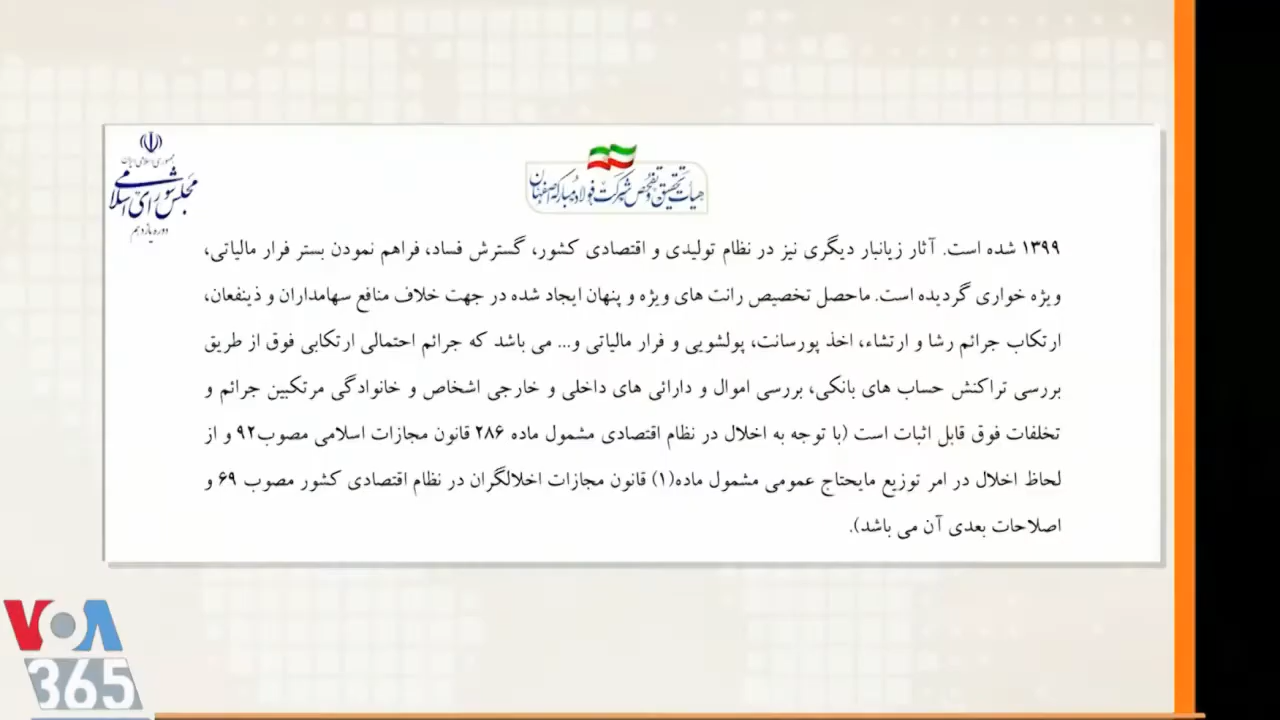 جمهوری اسلامی ایران
مجلس شورای اسلامی
دوره یازدهم
هیأت تحقیق و تفحص شرکت فولاد مبارکه اصفهان
۱۳۹۹ شده است. آثار زیانبار دیگری نیز در نظام تولیدی و اقتصادی کشور، گسترش فساد، فراهم نمودن بستر فرار مالیاتی،
ویژه خواری گردیده است. ماحصل تخصیص رانت های ویژه و پنهان ایجاد شده در جهت خلاف منافع سهامداران و ذینفعان،
ارتکاب جرائم رشا و ارتشاء، اخذ پورسانت، پولشویی و فرار مالیاتی و... می باشد که جرائم احتمالی ارتکابی فوق از طریق
بررسی تراکنش حساب های بانکی، بررسی اموال و دارائی های داخلی و خارجی اشخاص و خانوادگی مرتکبین جرائم و
تخلفات فوق قابل اثبات است (با توجه به اخلال در نظام اقتصادی مشمول ماده ۲۸۶ قانون مجازات اسلامی مصوب۹۲ و از
لحاظ اخلال در امر توزیع مایحتاج عمومی مشمول ماده(۱) قانون مجازات اخلالگران در نظام اقتصادی کشور مصوب ۶۹ و
اصلاحات بعدی آن می باشد).
VOA
365